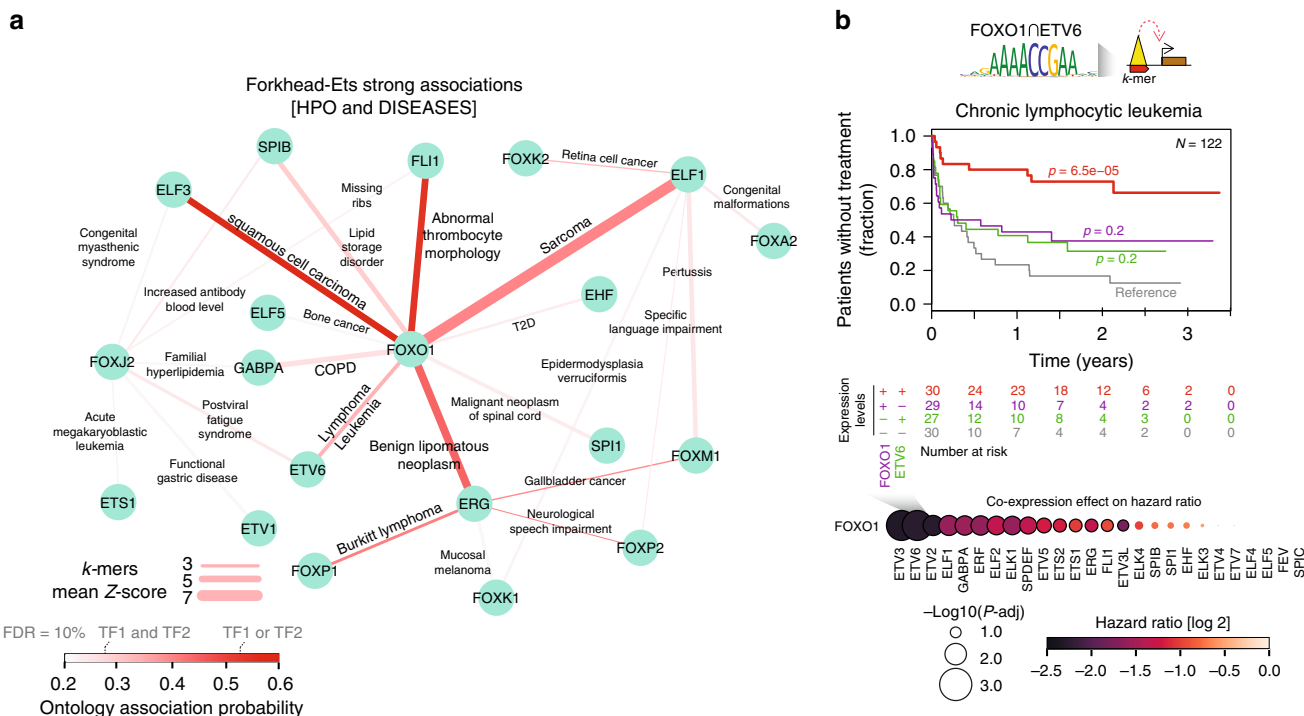 a
Forkhead-Ets strong associations
[HPO and DISEASES]
SPIB
FLI1
FOXK2
Retina cell cancer
ELF1
ELF3
Missing
ribs
Congenital
malformations
squamous cell carcinoma
Abnormal
thrombocyte
morphology
Sarcoma
Congenital
myasthenic
syndrome
Lipid
storage
disorder
FOXA2
Pertussis
Increased antibody
blood level
EHF
ELF5
Bone cancer
T2D
Specific
language impairment
FOXO1
FOXJ2
Familial
hyperlipidemia
GABPA
COPD
Epidermodysplasia
verruciformis
Lymphoma
Leukemia
Malignant neoplasm
of spinal cord
Postviral
fatigue
syndrome
Acute
megakaryoblastic
leukemia
Benign lipomatous
neoplasm
SPI1
FOXM1
ETV6
Functional
gastric disease
Gallbladder cancer
ETS1
ERG
ETV1
Burkitt lymphoma
Neurological
speech impairment
FOXP2
FOXP1
Mucosal
melanoma
FOXK1
k-mers
mean Z-score
3
5
7
FDR = 10% TF1 and TF2 TF1 or TF2
0.2 0.3 0.4 0.5 0.6
Ontology association probability
b
FOXO1∩ETV6
AAAACCGAA
k-mer
Chronic lymphocytic leukemia
Patients without treatment
(fraction)
1.0
0.8
0.6
0.4
0.2
0.0
N = 122
p = 6.5e−05
p = 0.2
p = 0.2
Reference
0 1 2 3
Time (years)
Expression
levels
+ + 30 24 23 18 12 6 2 0
+ − 29 14 10 7 4 2 2 0
− + 27 12 10 8 4 3 0 0
− − 30 10 7 4 4 2 0 0
FOXO1
ETV6
Number at risk
Co-expression effect on hazard ratio
FOXO1
ETV3
ETV6
ETV2
ELF1
GABPA
ERF
ELF2
ELK1
SPDEF
ETV5
ETS2
ETS1
ERG
FLI1
ETV3L
ELK4
SPIB
SPI1
EHF
ELK3
ETV4
ETV7
ELF4
ELF5
FEV
SPIC
−Log10(P-adj)
1.0
2.0
3.0
Hazard ratio [log 2]
−2.5 −2.0 −1.5 −1.0 −0.5 0.0